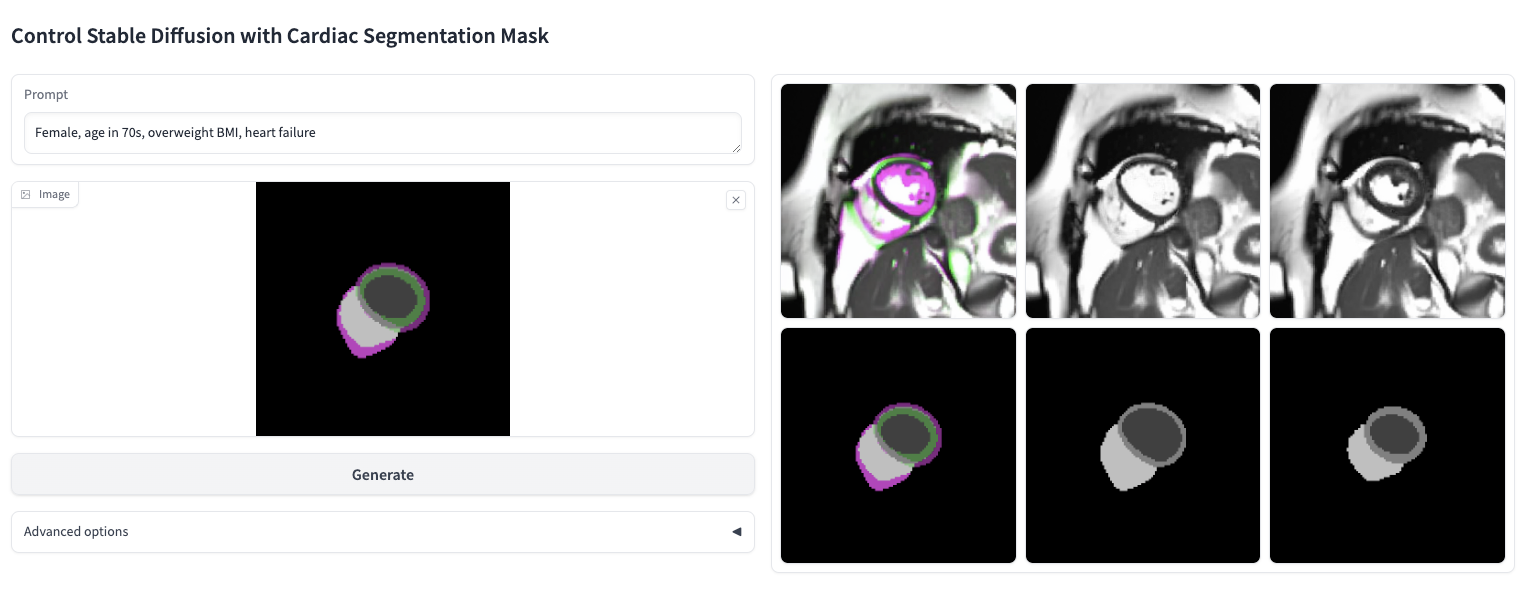 Control Stable Diffusion with Cardiac Segmentation Mask
Prompt
Female, age in 70s, overweight BMI, heart failure
Image
Generate
Advanced options